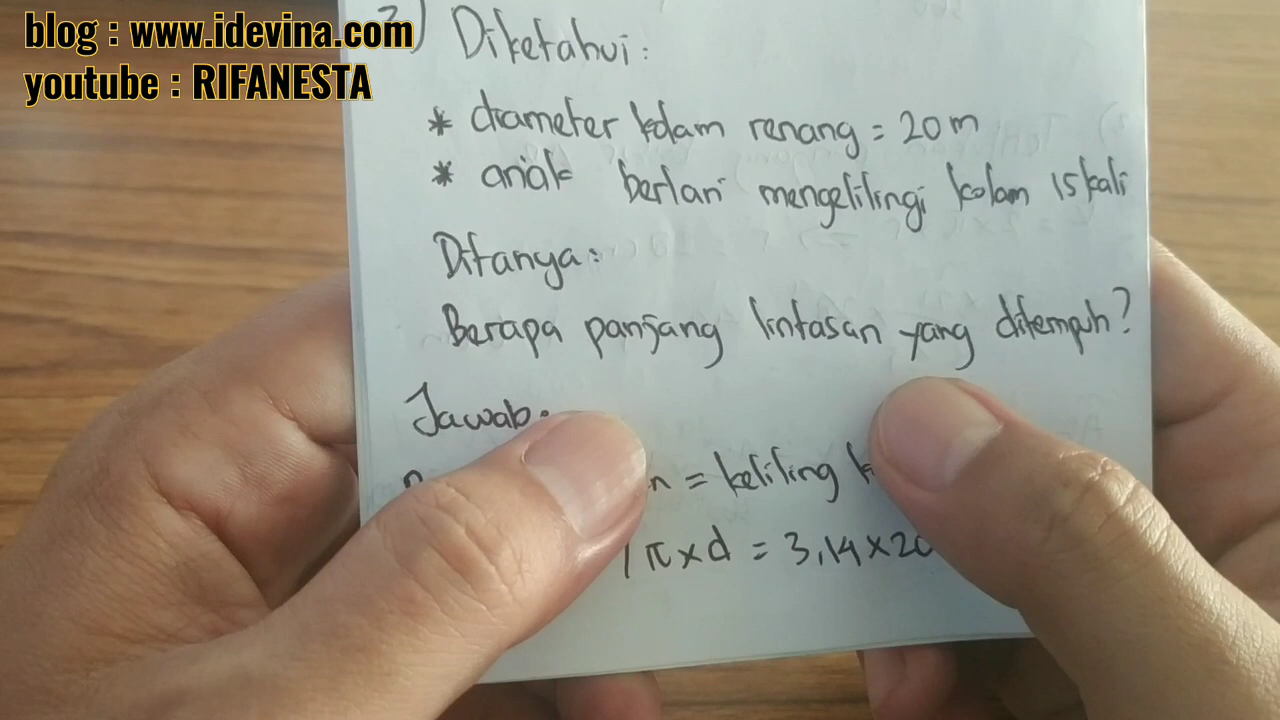 blog : www.idevina.com
youtube : RIFANESTA
Diketahui:
* diameter kolam renang = 20 m
* anak berlari mengelilingi kolam 15 kali
Ditanya:
Berapa panjang lintasan yang ditempuh?
Jawab:
= keliling
π x d = 3,14 x 20